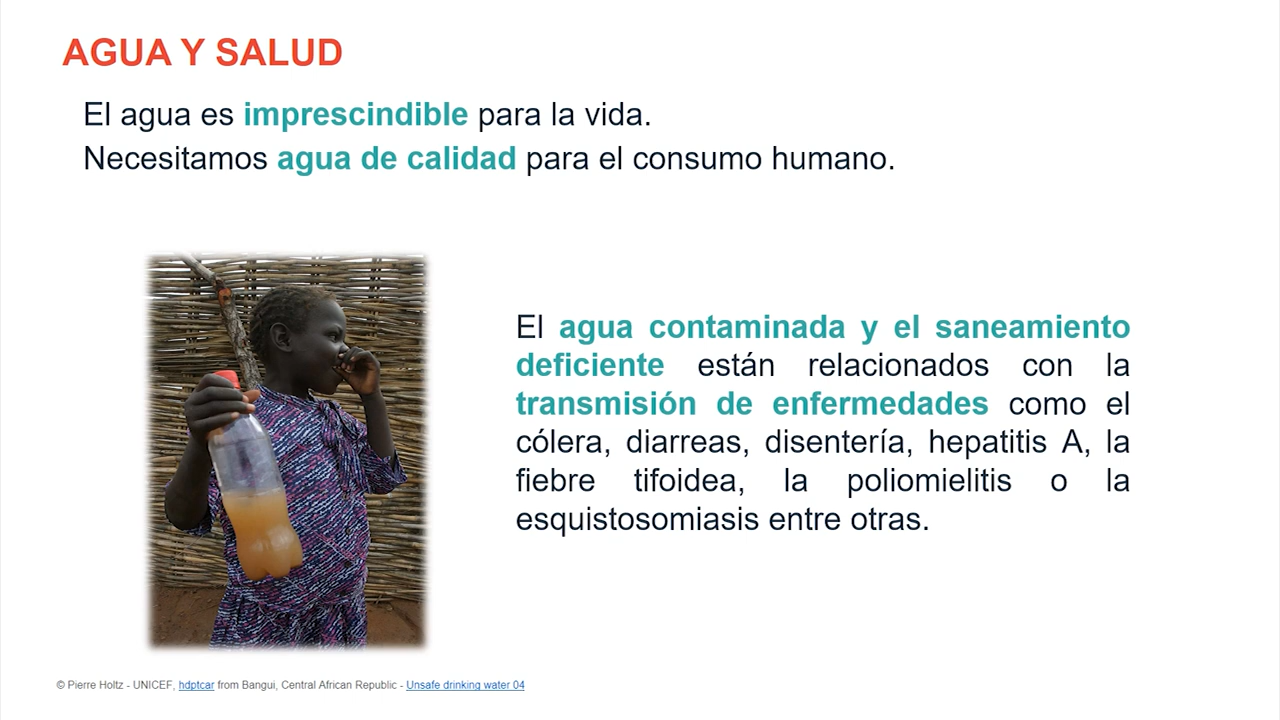 AGUA Y SALUD
El agua es imprescindible para la vida.
Necesitamos agua de calidad para el consumo humano.
El agua contaminada y el saneamiento
deficiente están relacionados con la
transmisión de enfermedades como el
cólera, diarreas, disentería, hepatitis A, la
fiebre tifoidea, la poliomielitis o la
esquistosomiasis entre otras.
© Pierre Holtz - UNICEF, hdptcar from Bangui, Central African Republic - Unsafe drinking water 04